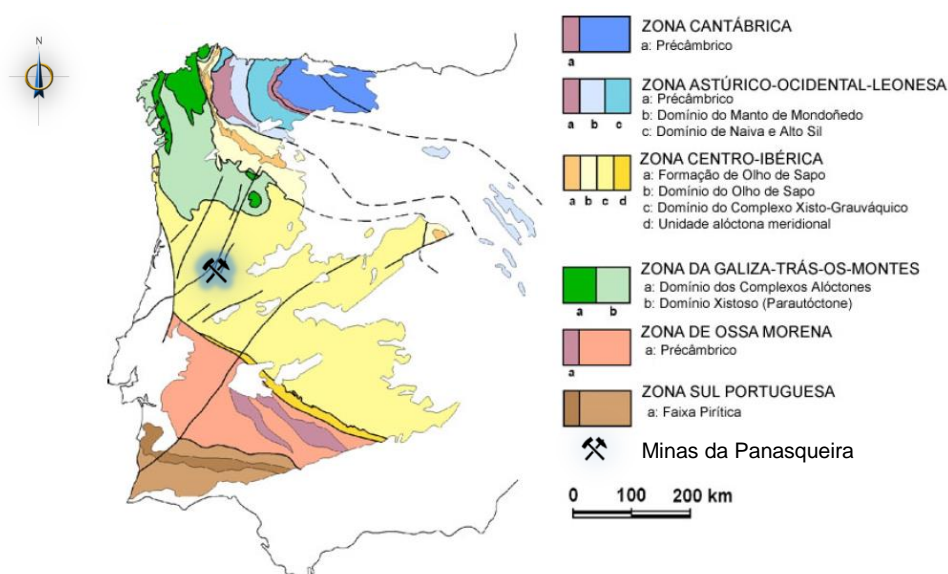 N
ZONA CANTÁBRICA
a: Précâmbrico
a
ZONA ASTÚRICO-OCIDENTAL-LEONESA
a: Précâmbrico
b: Domínio do Manto de Mondoñedo
c: Domínio de Naiva e Alto Sil
a b c
ZONA CENTRO-IBÉRICA
a: Formação de Olho de Sapo
b: Domínio do Olho de Sapo
c: Domínio do Complexo Xisto-Grauváquico
d: Unidade alóctona meridional
a b c d
ZONA DA GALIZA-TRÁS-OS-MONTES
a: Domínio dos Complexos Alóctones
b: Domínio Xistoso (Parautóctone)
a b
ZONA DE OSSA MORENA
a: Précâmbrico
a
ZONA SUL PORTUGUESA
a: Faixa Pirítica
Minas da Panasqueira
0 100 200 km